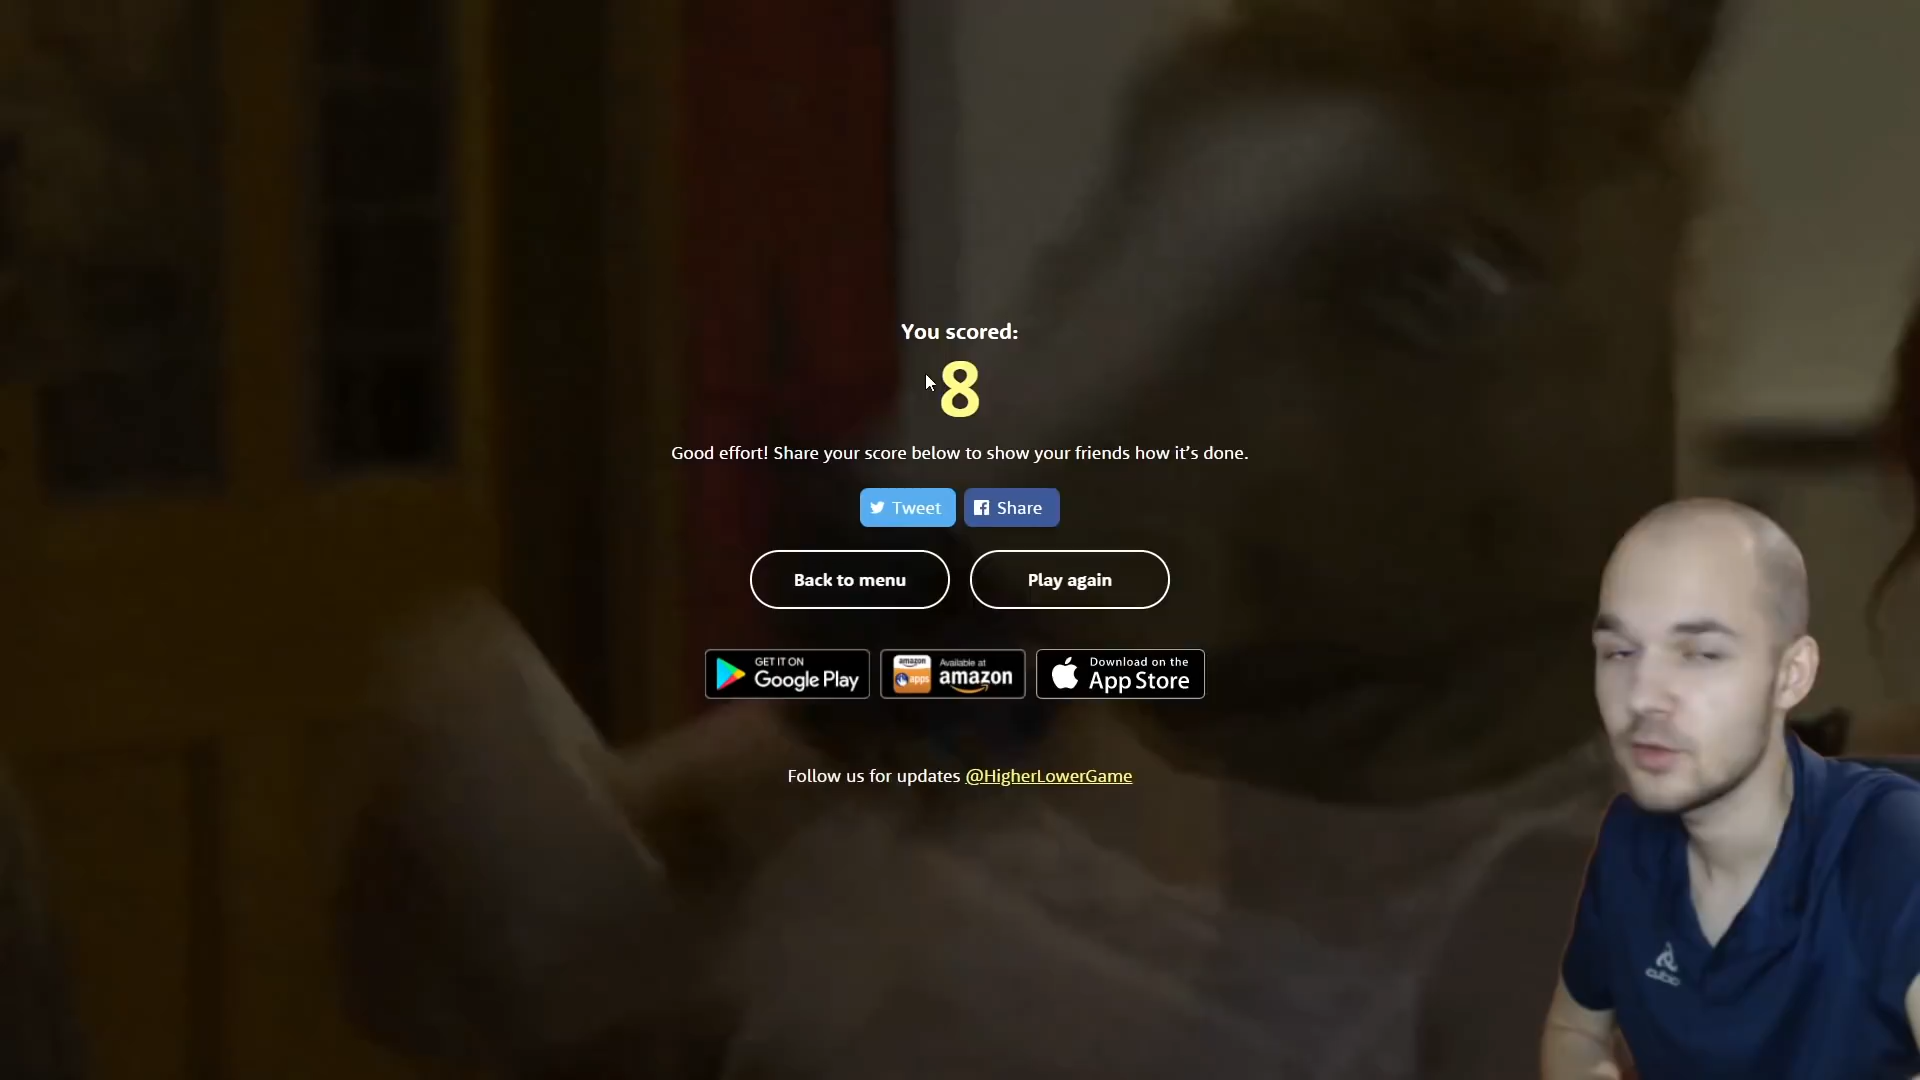 You scored:
8
Good effort! Share your score below to show your friends how it's done.
Tweet
Share
Back to menu
Play again
GET IT ON
Google Play
amazon
apps
Available at
amazon
Download on the
App Store
Follow us for updates @HigherLowerGame